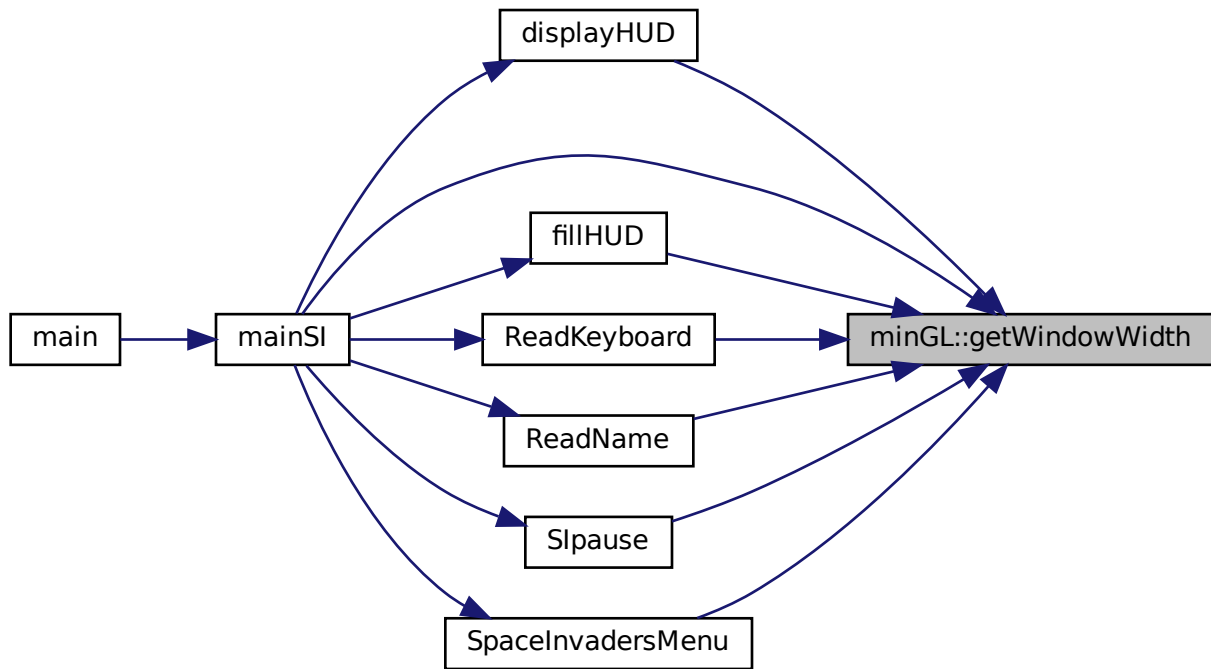 displayHUD
fillHUD
main
mainSI
ReadKeyboard
minGL::getWindowWidth
ReadName
SIpause
SpaceInvadersMenu